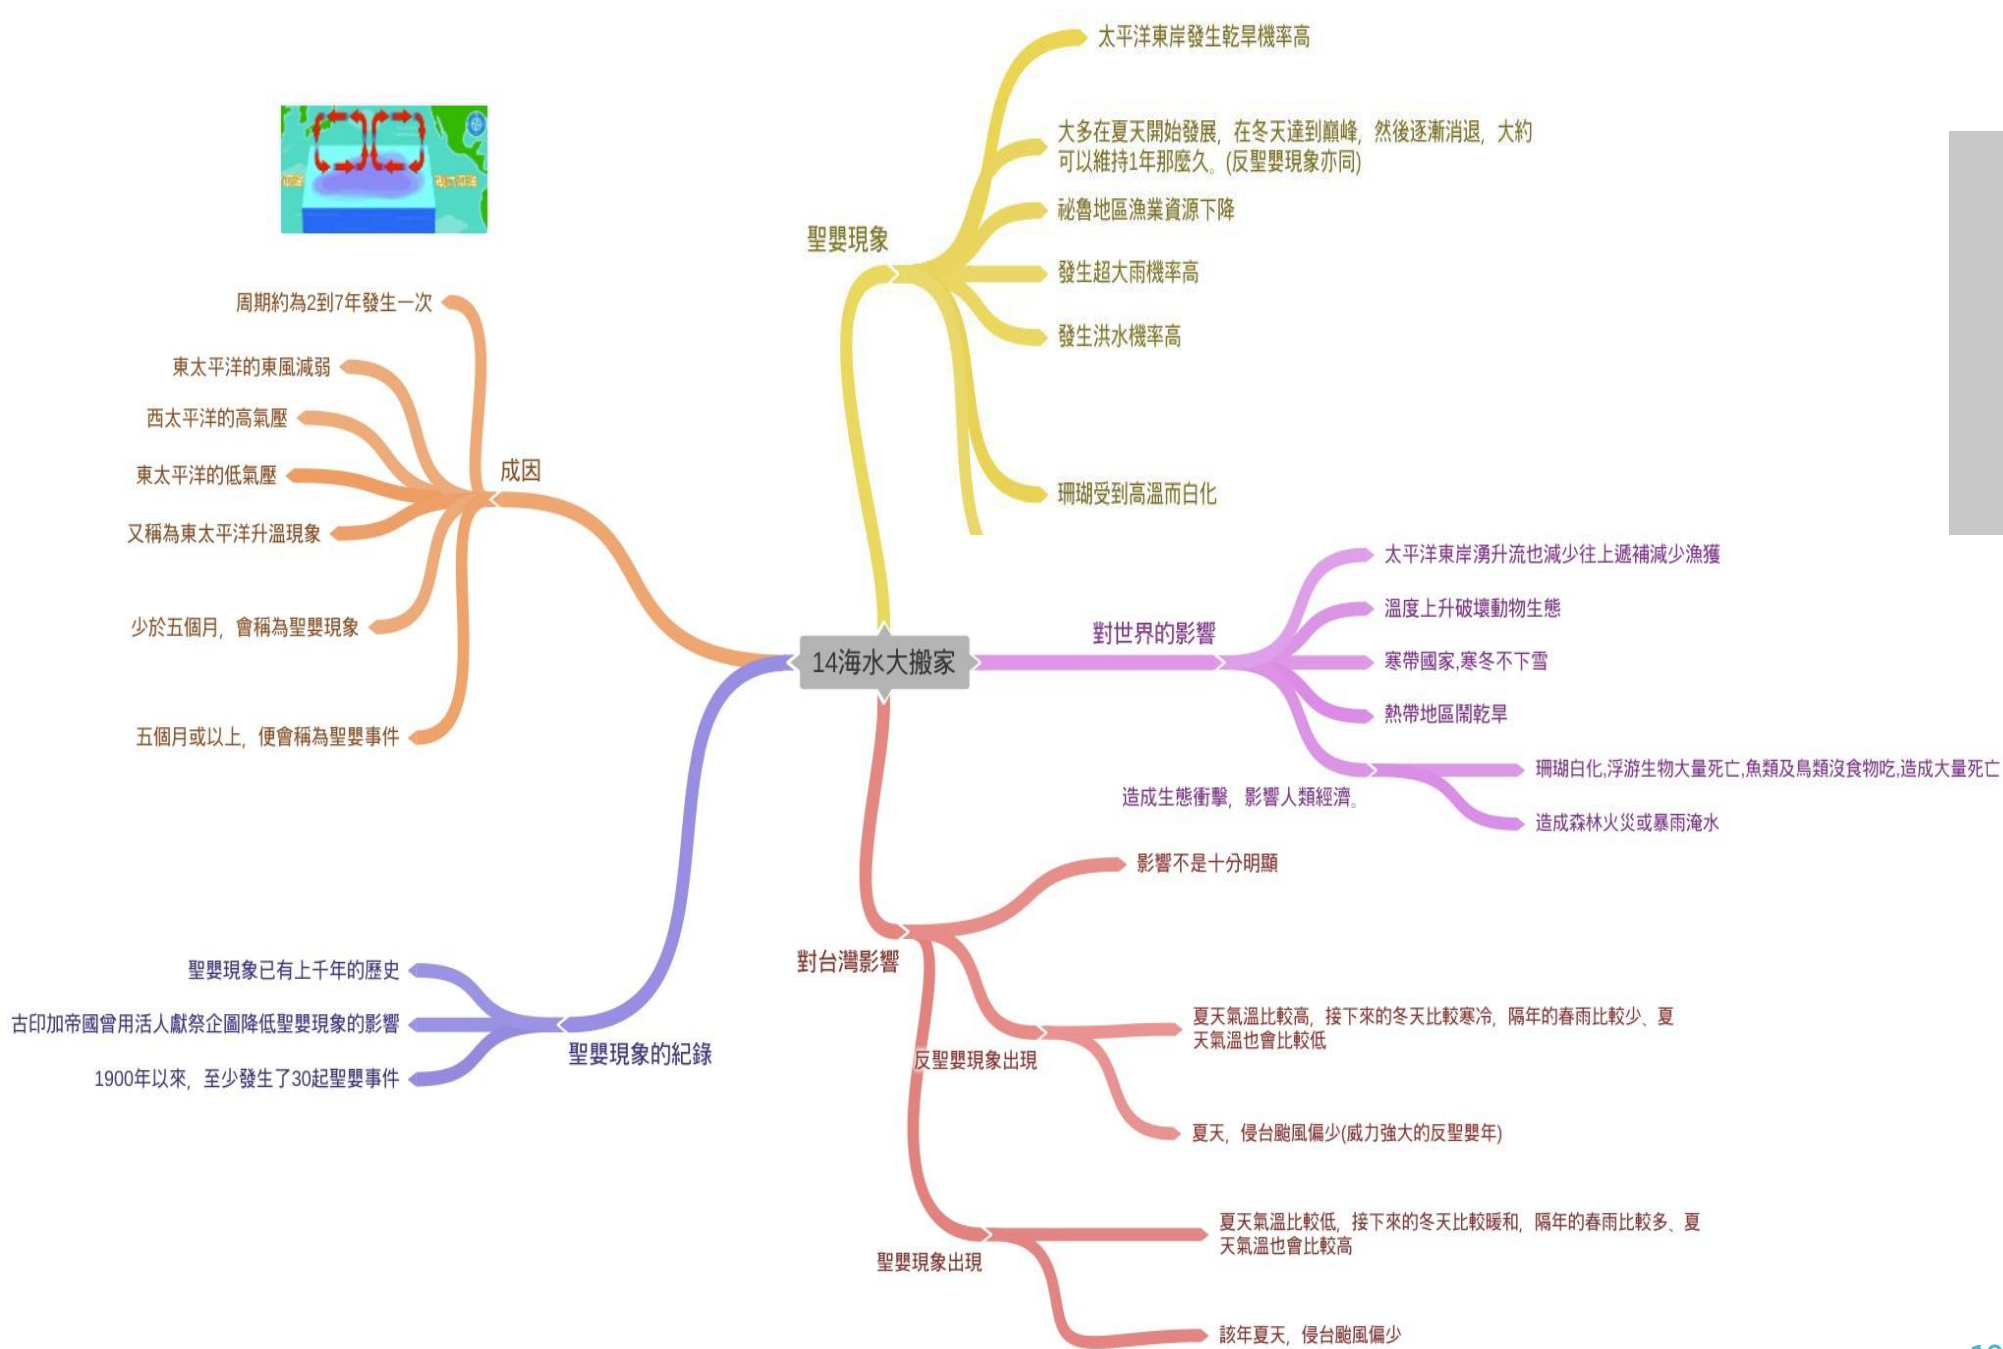 太平洋東岸發生乾旱機率高
大多在夏天開始發展，在冬天達到巔峰，然後逐漸消退，大約
可以維持1年那麼久。(反聖嬰現象亦同)
祕魯地區漁業資源下降
聖嬰現象
發生超大雨機率高
發生洪水機率高
珊瑚受到高溫而白化
周期約為2到7年發生一次
東太平洋的東風減弱
西太平洋的高氣壓
成因
東太平洋的低氣壓
又稱為東太平洋升溫現象
少於五個月，會稱為聖嬰現象
五個月或以上，便會稱為聖嬰事件
14海水大搬家
太平洋東岸湧升流也減少往上遞補減少漁獲
溫度上升破壞動物生態
對世界的影響
寒帶國家,寒冬不下雪
熱帶地區鬧乾旱
珊瑚白化,浮游生物大量死亡,魚類及鳥類沒食物吃,造成大量死亡
造成生態衝擊，影響人類經濟。
造成森林火災或暴雨淹水
影響不是十分明顯
對台灣影響
夏天氣溫比較高，接下來的冬天比較寒冷，隔年的春雨比較少、夏
天氣溫也會比較低
反聖嬰現象出現
夏天，侵台颱風偏少(威力強大的反聖嬰年)
夏天氣溫比較低，接下來的冬天比較暖和，隔年的春雨比較多、夏
天氣溫也會比較高
聖嬰現象出現
該年夏天，侵台颱風偏少
聖嬰現象已有上千年的歷史
古印加帝國曾用活人獻祭企圖降低聖嬰現象的影響
聖嬰現象的紀錄
1900年以來，至少發生了30起聖嬰事件